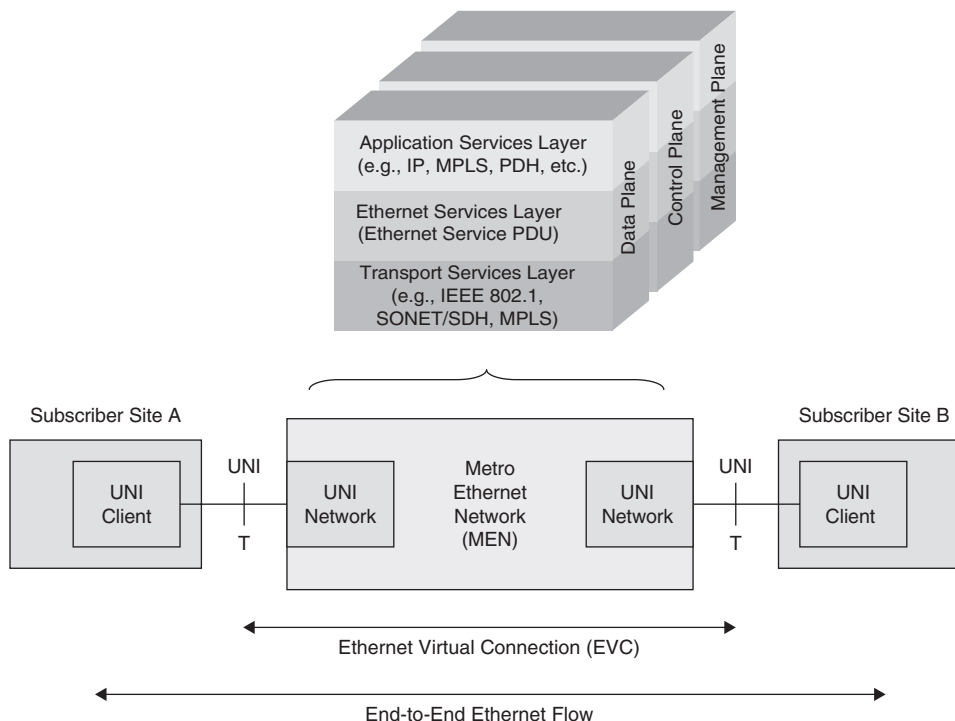 Application Services Layer
(e.g., IP, MPLS, PDH, etc.)
Ethernet Services Layer
(Ethernet Service PDU)
Transport Services Layer
(e.g., IEEE 802.1,
SONET/SDH, MPLS)
Data Plane
Control Plane
Management Plane
Subscriber Site A
Subscriber Site B
UNI
Client
UNI
T
UNI
Network
Metro
Ethernet
Network
(MEN)
UNI
Network
UNI
T
UNI
Client
Ethernet Virtual Connection (EVC)
End-to-End Ethernet Flow